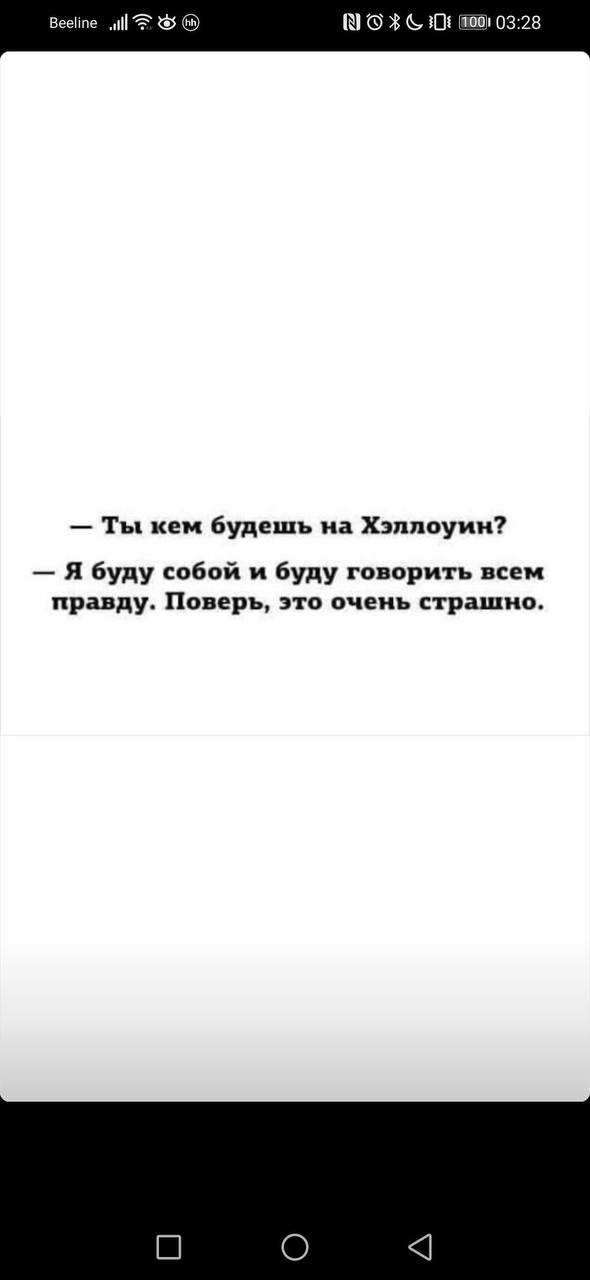 Beeline hh 100 03:28
— Ты кем будешь на Хэллоуин?
— Я буду собой и буду говорить всем
правду. Поверь, это очень страшно.